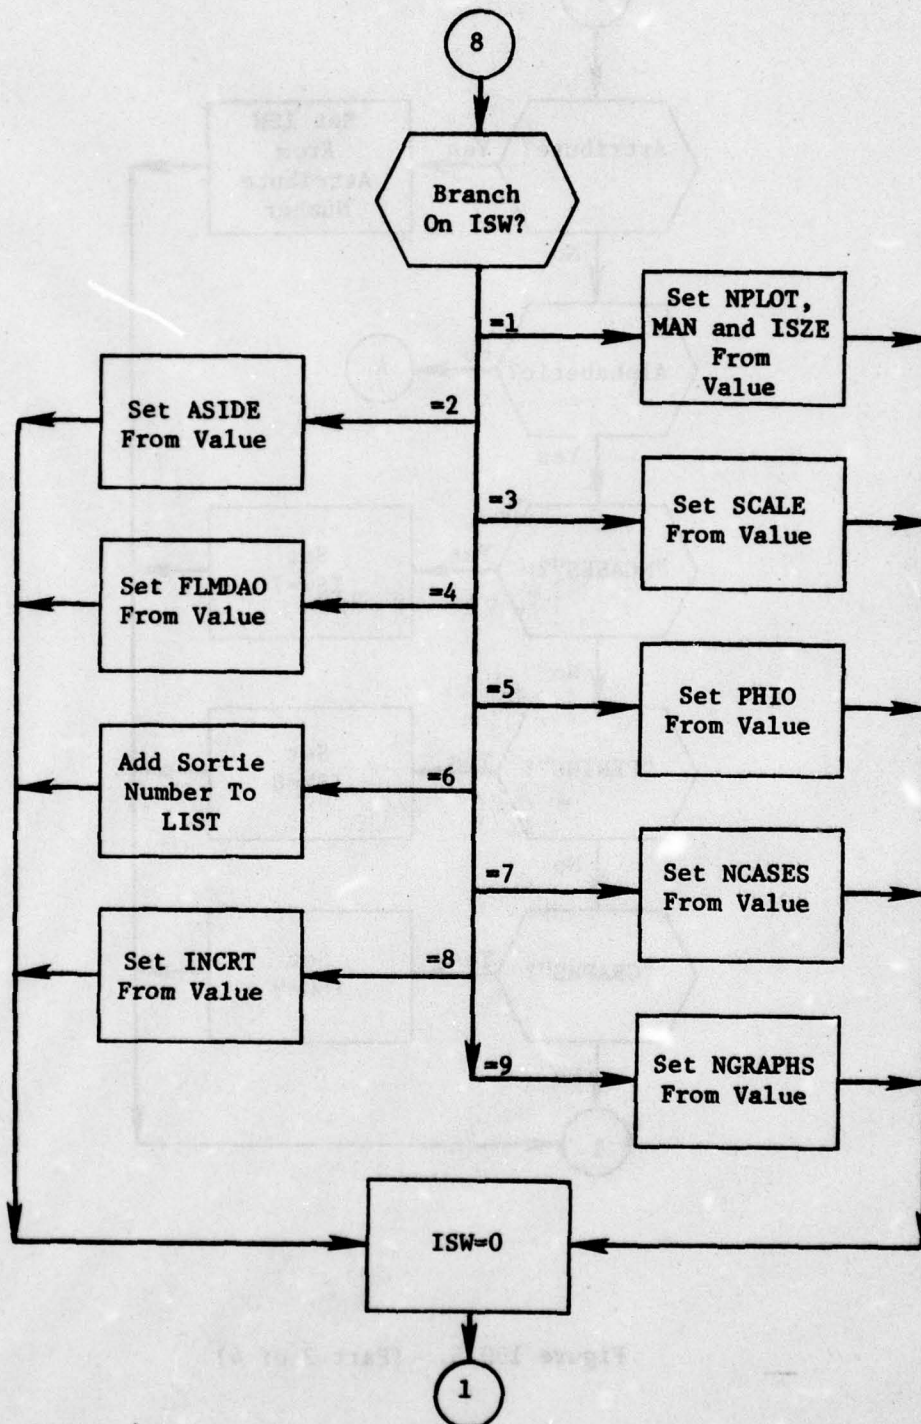 8
Branch
On ISW?
=1
Set NPLOT,
MAN and ISZE
From
Value
=2
Set ASIDE
From Value
=3
Set SCALE
From Value
=4
Set FLMDAO
From Value
=5
Set PHIO
From Value
=6
Add Sortie
Number To
LIST
=7
Set NCASES
From Value
=8
Set INCRT
From Value
=9
Set NGRAPHS
From Value
ISW=0
1